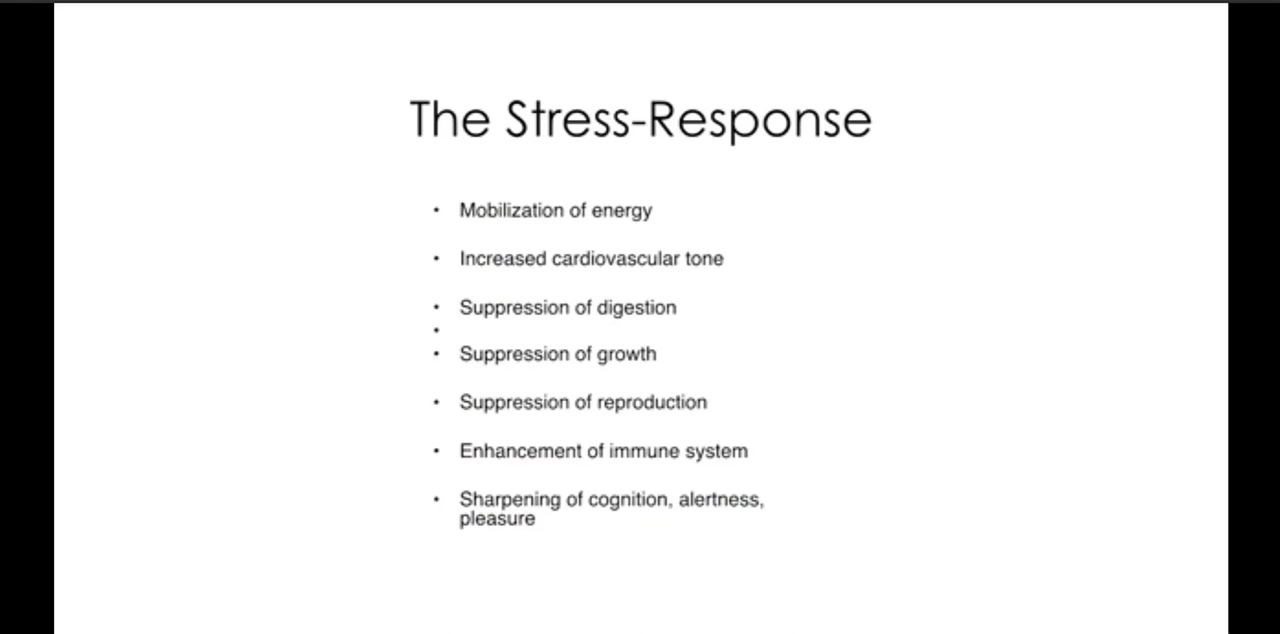 The Stress-Response
• Mobilization of energy
• Increased cardiovascular tone
• Suppression of digestion
•
• Suppression of growth
• Suppression of reproduction
• Enhancement of immune system
• Sharpening of cognition, alertness,
pleasure